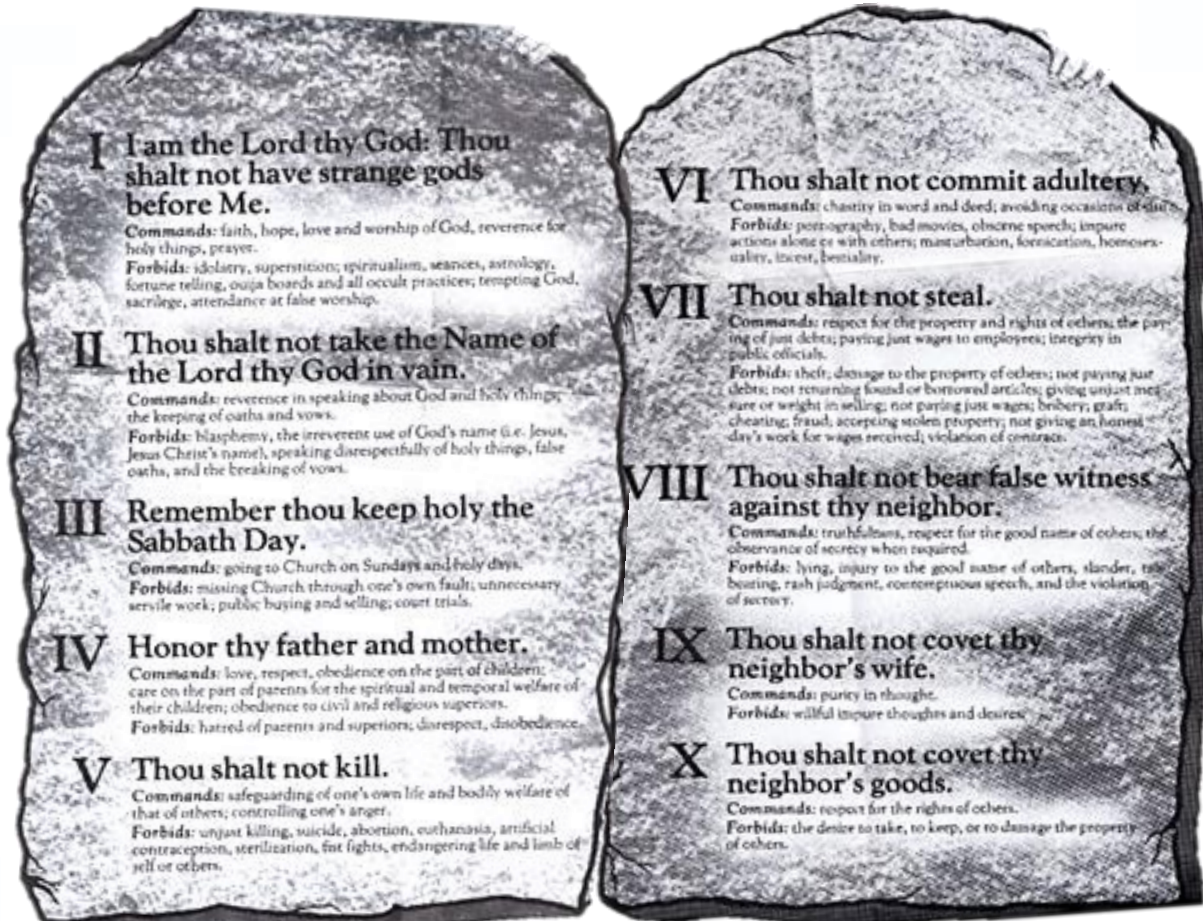 I I am the Lord thy God: Thou
shalt not have strange gods
before Me.
Commands: faith, hope, love and worship of God, reverence for
holy things, prayer.
Forbids: idolatry, superstition; spiritualism, seances, astrology,
fortune telling, ouija boards and all occult practices; tempting God,
sacrilege, attendance at false worship.
II Thou shalt not take the Name of
the Lord thy God in vain.
Commands: reverence in speaking about God and holy things;
the keeping of oaths and vows.
Forbids: blasphemy, the irreverent use of God's name (i.e. Jesus,
Jesus Christ's name), speaking disrespectfully of holy things, false
oaths, and the breaking of vows.
III Remember thou keep holy the
Sabbath Day.
Commands: going to Church on Sundays and holy days.
Forbids: missing Church through one's own fault; unnecessary
servile work; public buying and selling; court trials.
IV Honor thy father and mother.
Commands: love, respect, obedience on the part of children;
care on the part of parents for the spiritual and temporal welfare of
their children; obedience to civil and religious superiors.
Forbids: hatred of parents and superiors; disrespect, disobedience.
V Thou shalt not kill.
Commands: safeguarding of one's own life and bodily welfare of
that of others; controlling one's anger.
Forbids: unjust killing, suicide, abortion, euthanasia, artificial
contraception, sterilization, fist fights, endangering life and limb of
self or others.
VI Thou shalt not commit adultery.
Commands: chastity in word and deed; avoiding occasions of
Forbids: pornography, bad movies, obscene speech; impure
actions alone or with others; masturbation, fornication, homosex-
uality, incest, bestiality.
VII Thou shalt not steal.
Commands: respect for the property and rights of others; the pay-
ing of just debts; paying just wages to employees; integrity in
public officials.
Forbids: theft; damage to the property of others; not paying just
debts; not returning found or borrowed articles; giving unjust mea-
sure or weight in selling; not paying just wages; bribery; graft;
cheating; fraud; accepting stolen property; not giving an honest
day's work for wages received; violation of contract.
VIII Thou shalt not bear false witness
against thy neighbor.
Commands: truthfulness, respect for the good name of others; the
observance of secrecy when required.
Forbids: lying, injury to the good name of others, slander,
bearing, rash judgment, contemptuous speech, and the violation
of secrecy.
IX Thou shalt not covet thy
neighbor's wife.
Commands: purity in thought.
Forbids: willful impure thoughts and desires.
X Thou shalt not covet thy
neighbor's goods.
Commands: respect for the rights of others.
Forbids: the desire to take, to keep, or to damage the property
of others.